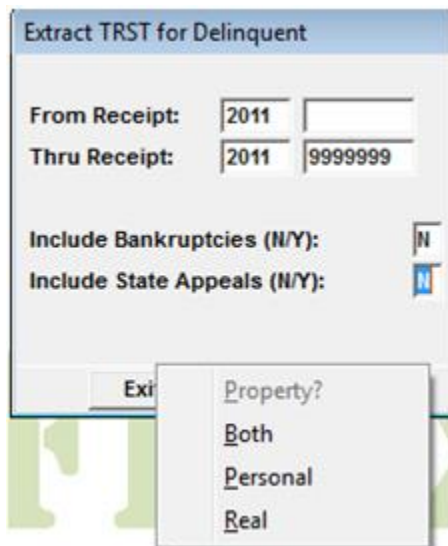 Extract TRST for Delinquent
From Receipt: 2011
Thru Receipt: 2011 9999999
Include Bankruptcies (N/Y): N
Include State Appeals (N/Y): N
Exi
Property?
Both
Personal
Real